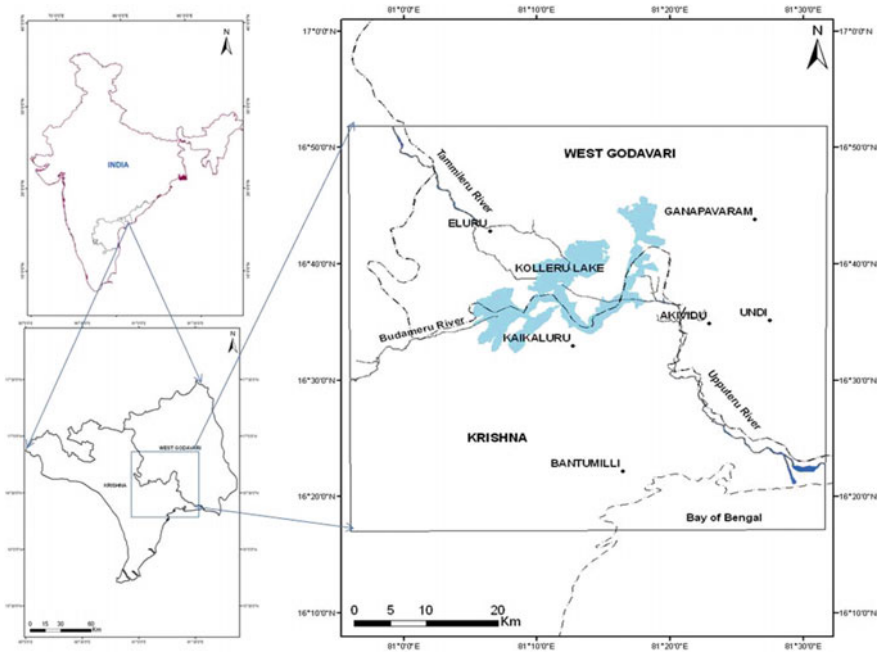 N
INDIA
N
WEST GODAVARI
KRISHNA
0 15 30 60
Km
81°0'0"E 81°10'0"E 81°20'0"E 81°30'0"E
17°0'0"N 17°0'0"N
N
16°50'0"N 16°50'0"N
WEST GODAVARI
Tammileru River
GANAPAVARAM
ELURU
16°40'0"N 16°40'0"N
KOLLERU LAKE
Budameru River
AKIVIDU
UNDI
KAIKALURU
16°30'0"N 16°30'0"N
Upputeru River
KRISHNA
BANTUMILLI
16°20'0"N 16°20'0"N
Bay of Bengal
16°10'0"N 16°10'0"N
0 5 10 20
Km
81°0'0"E 81°10'0"E 81°20'0"E 81°30'0"E